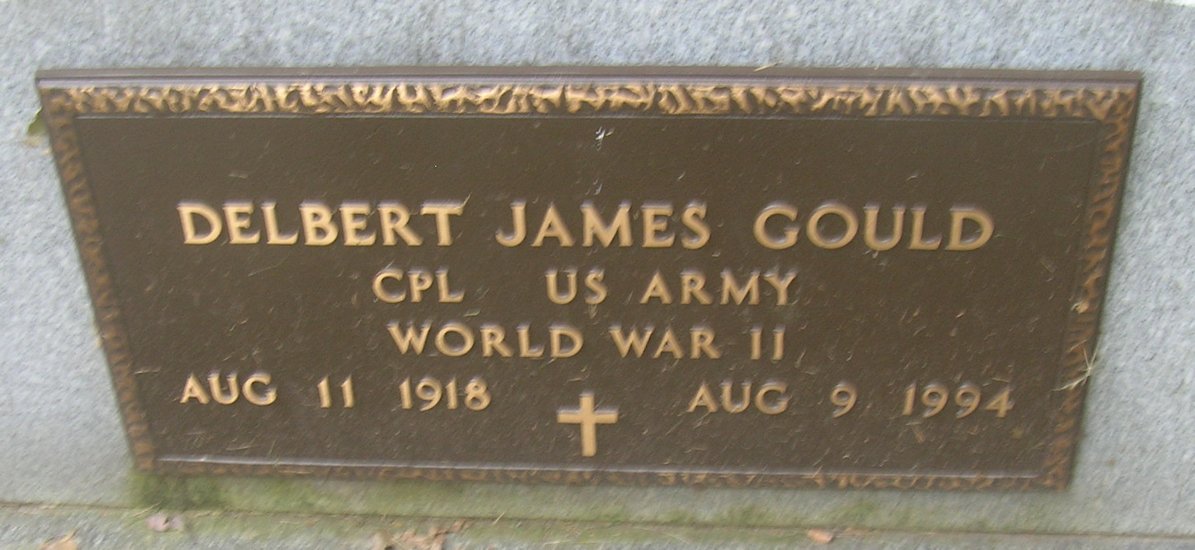 DELBERT JAMES GOULD
CPL US ARMY
WORLD WAR II
AUG 11 1918 AUG 9 1994